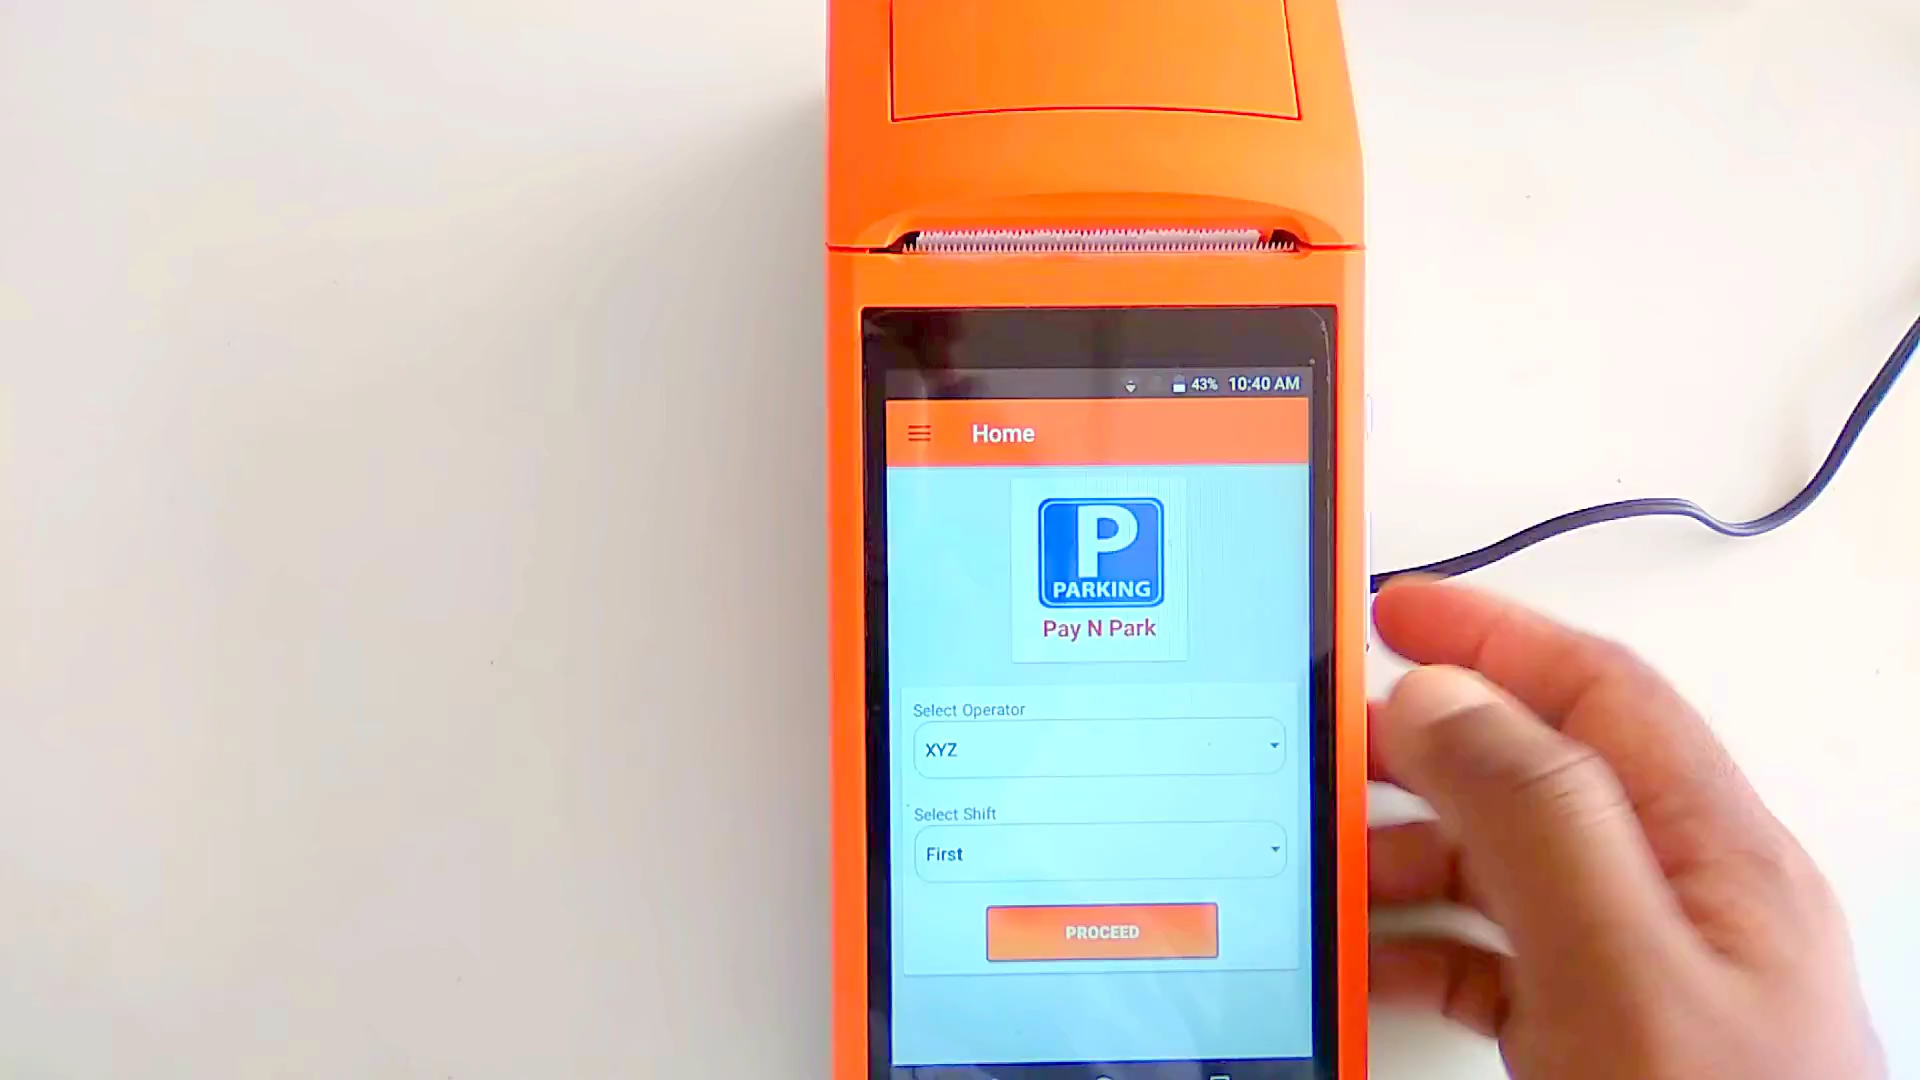 43% 10:40 AM
Home
P
PARKING
Pay N Park
Select Operator
XYZ
Select Shift
First
PROCEED